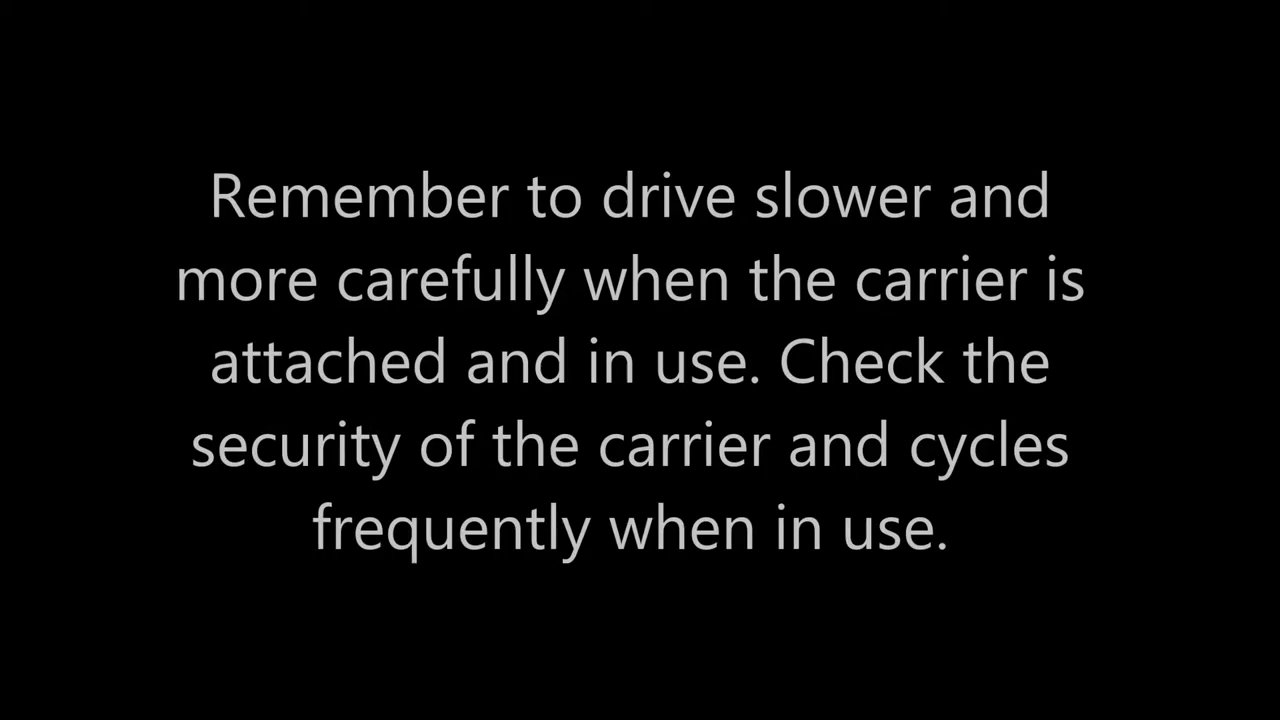 Remember to drive slower and
more carefully when the carrier is
attached and in use. Check the
security of the carrier and cycles
frequently when in use.